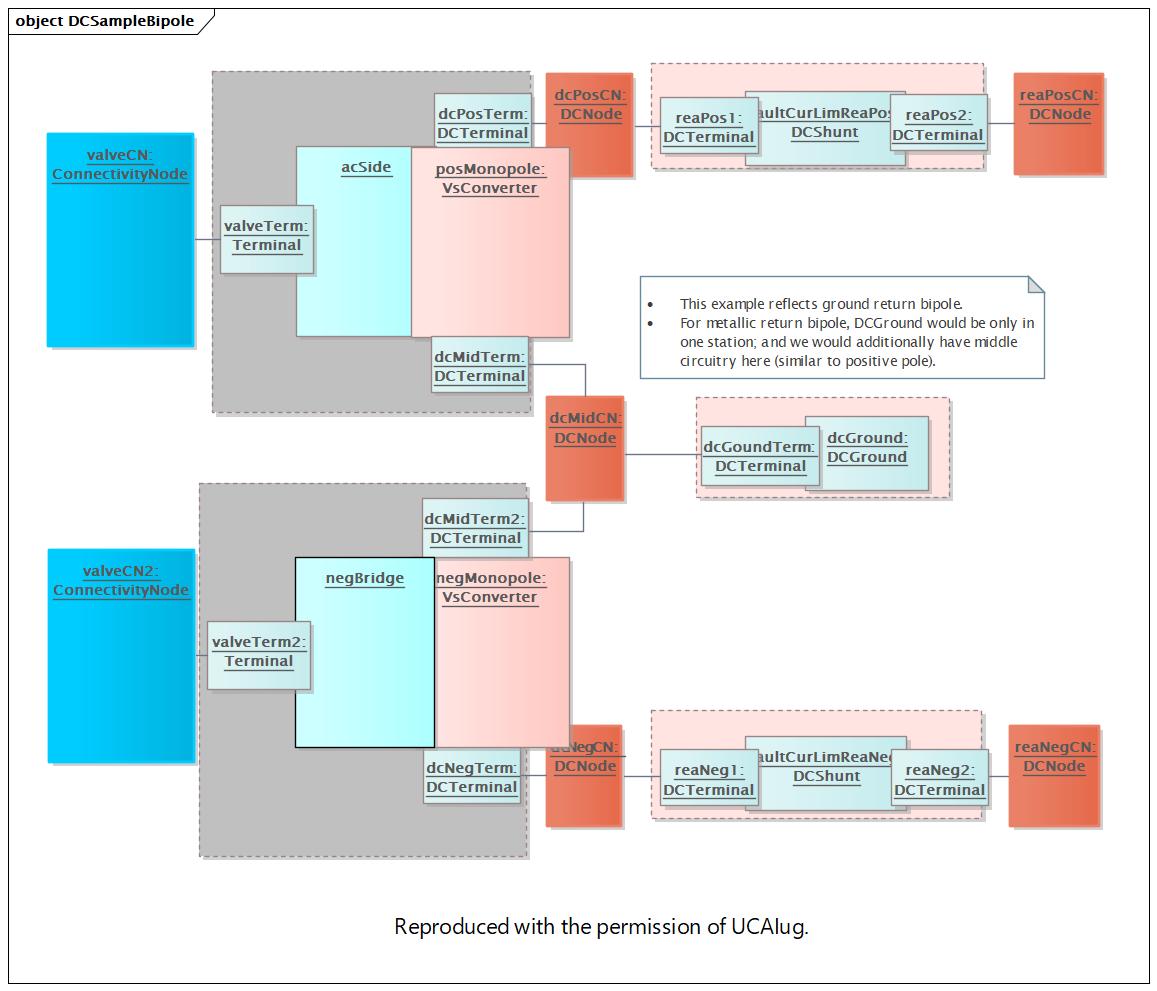 object DCSampleBipole
valveCN:
ConnectivityNode
dcPosTerm:
DCTerminal
acSide
posMonopole:
VsConverter
valveTerm:
Terminal
dcMidTerm:
DCTerminal
dcPosCN:
DCNode
reaPos1:
DCTerminal
aultCurLimReaPos
DCShunt
reaPos2:
DCTerminal
reaPosCN:
DCNode
• This example reflects ground return bipole.
• For metallic return bipole, DCGround would be only in
one station; and we would additionally have middle
circuitry here (similar to positive pole).
dcMidCN:
DCNode
dcGoundTerm:
DCTerminal
dcGround:
DCGround
valveCN2:
ConnectivityNode
dcMidTerm2:
DCTerminal
negBridge
negMonopole:
VsConverter
valveTerm2:
Terminal
dcNegTerm:
DCTerminal
dcNegCN:
DCNode
reaNeg1:
DCTerminal
aultCurLimReaNeg
DCShunt
reaNeg2:
DCTerminal
reaNegCN:
DCNode
Reproduced with the permission of UCAIug.